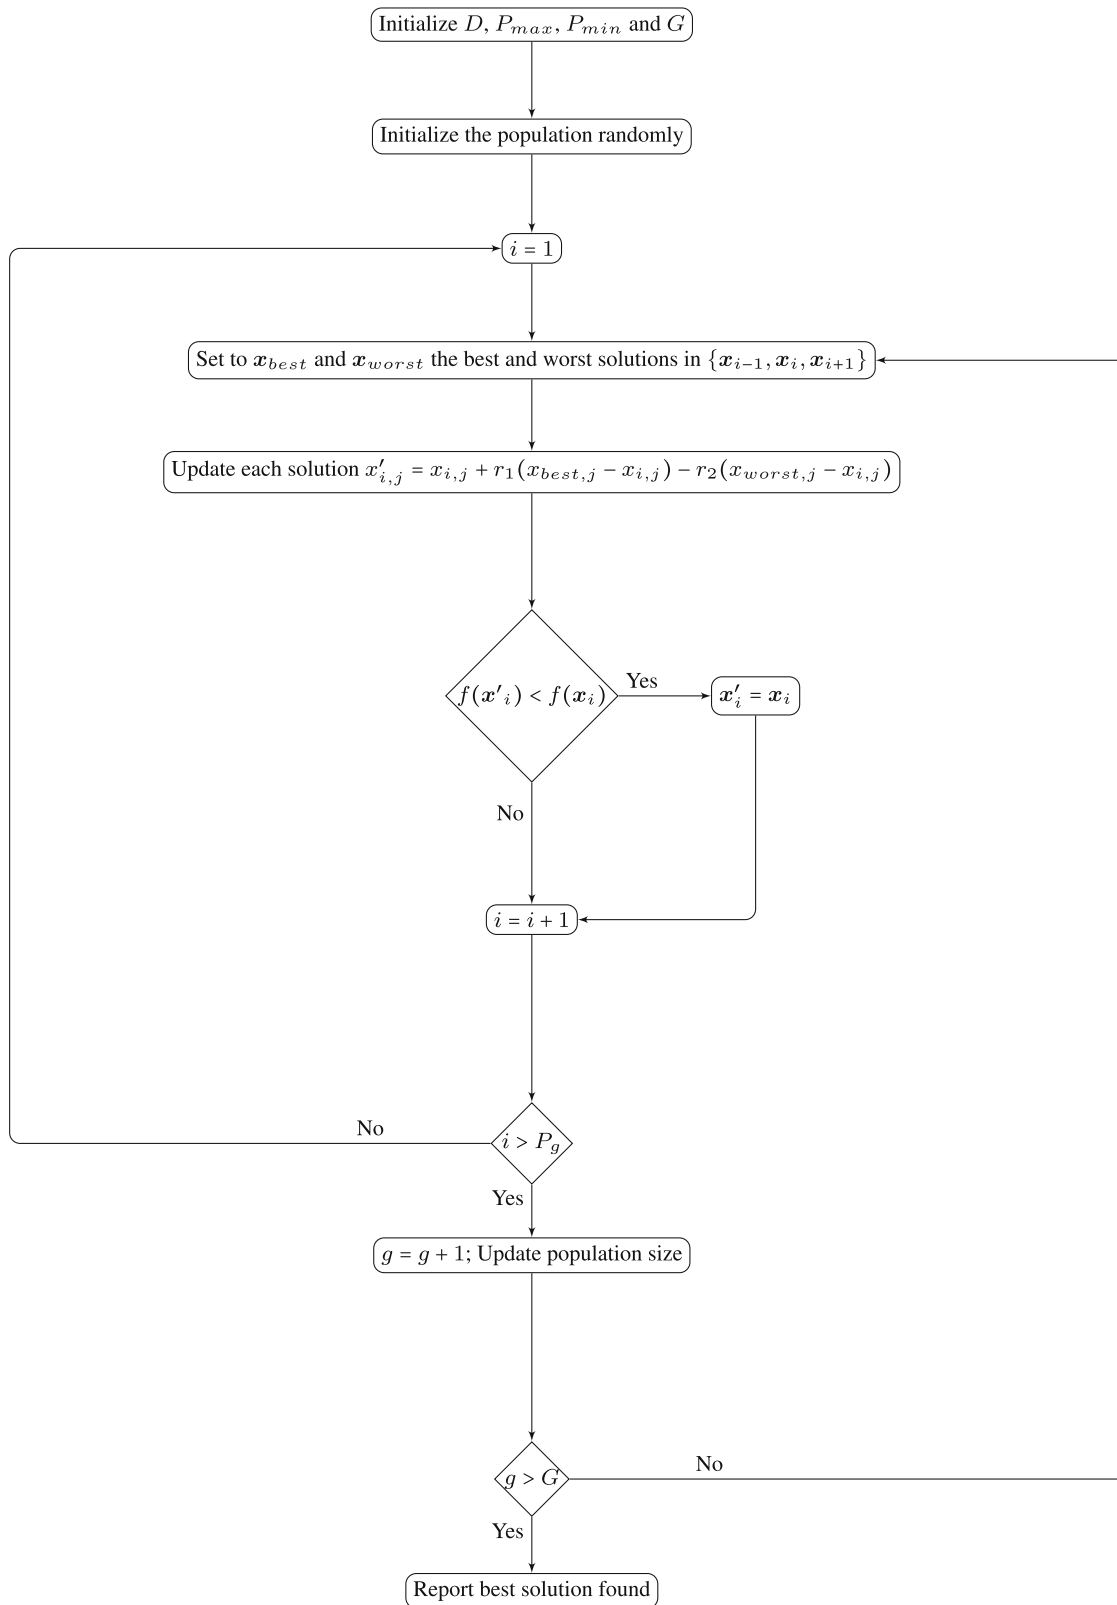 Initialize D, P_max, P_min and G
Initialize the population randomly
i = 1
Set to x_best and x_worst the best and worst solutions in {x_{i−1}, x_i, x_{i+1}}
Update each solution x′_{i,j} = x_{i,j} + r_1(x_{best,j} − x_{i,j}) − r_2(x_{worst,j} − x_{i,j})
f(x′_i) < f(x_i)
Yes
x′_i = x_i
No
i = i + 1
No
i > P_g
Yes
g = g + 1; Update population size
g > G
No
Yes
Report best solution found